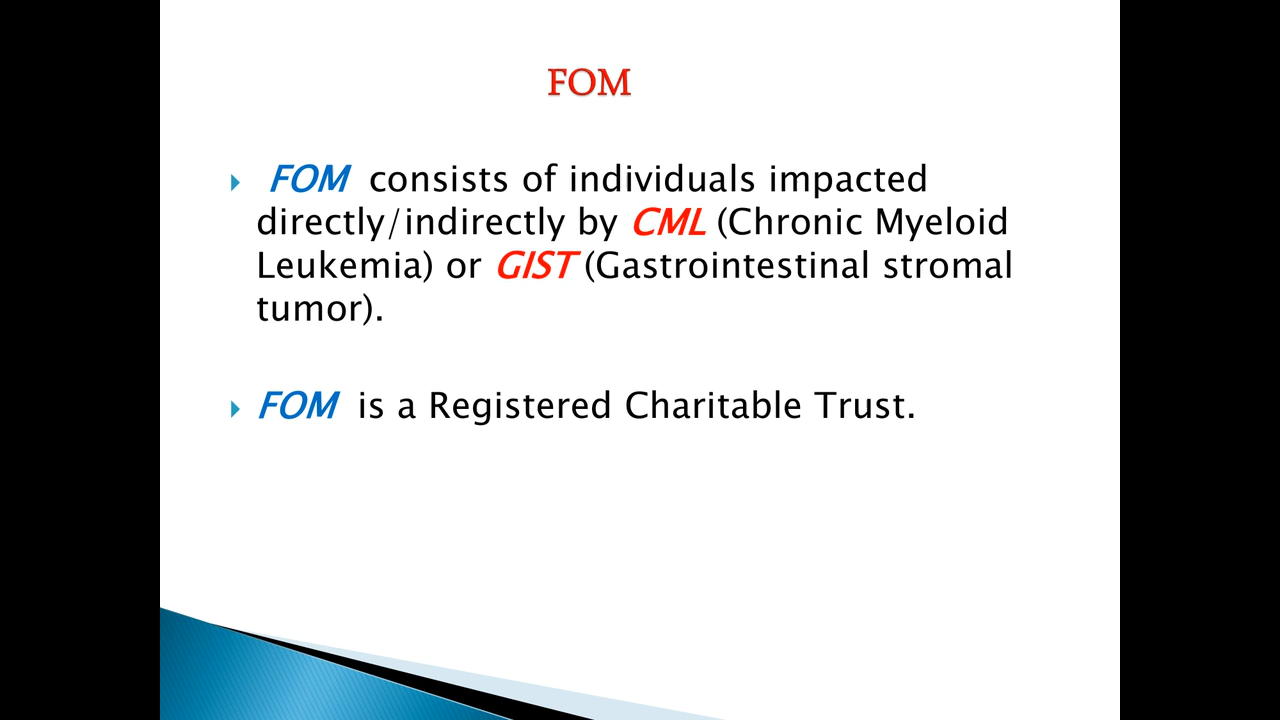 FOM
FOM consists of individuals impacted
directly/indirectly by CML (Chronic Myeloid
Leukemia) or GIST (Gastrointestinal stromal
tumor).
FOM is a Registered Charitable Trust.